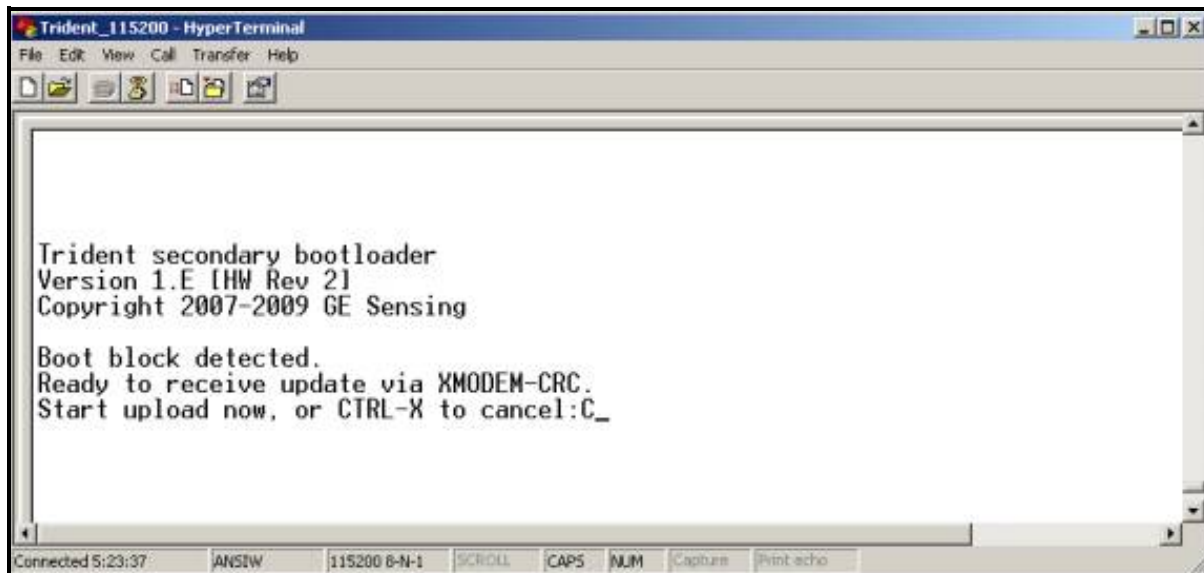 Trident_115200 - HyperTerminal
File Edit View Call Transfer Help
Trident secondary bootloader
Version 1.E [HW Rev 2]
Copyright 2007-2009 GE Sensing
Boot block detected.
Ready to receive update via XMODEM-CRC.
Start upload now, or CTRL-X to cancel:C_
Connected 5:23:37 ANSIW 115200 8-N-1 SCROLL CAPS NUM Capture Print echo